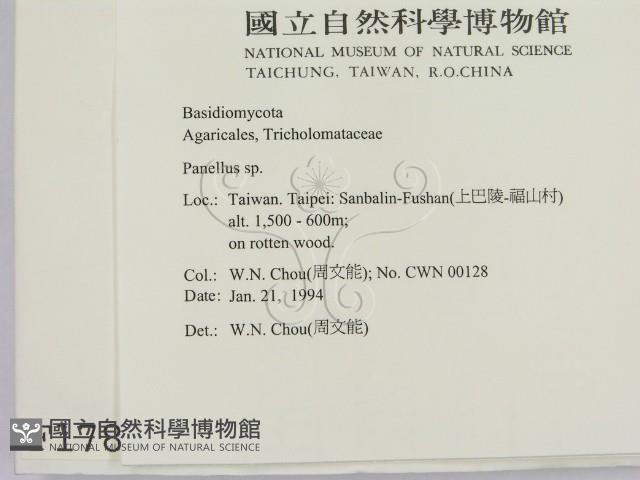 國立自然科學博物館
NATIONAL MUSEUM OF NATURAL SCIENCE
TAICHUNG, TAIWAN, R.O.CHINA
Basidiomycota
Agaricales, Tricholomataceae
Panellus sp.
Loc.: Taiwan. Taipei: Sanbalin-Fushan(上巴陵-福山村)
alt. 1,500 - 600m;
on rotten wood.
Col.: W.N. Chou(周文能); No. CWN 00128
Date: Jan. 21, 1994
Det.: W.N. Chou(周文能)
178
國立自然科學博物館
NATIONAL MUSEUM OF NATURAL SCIENCE